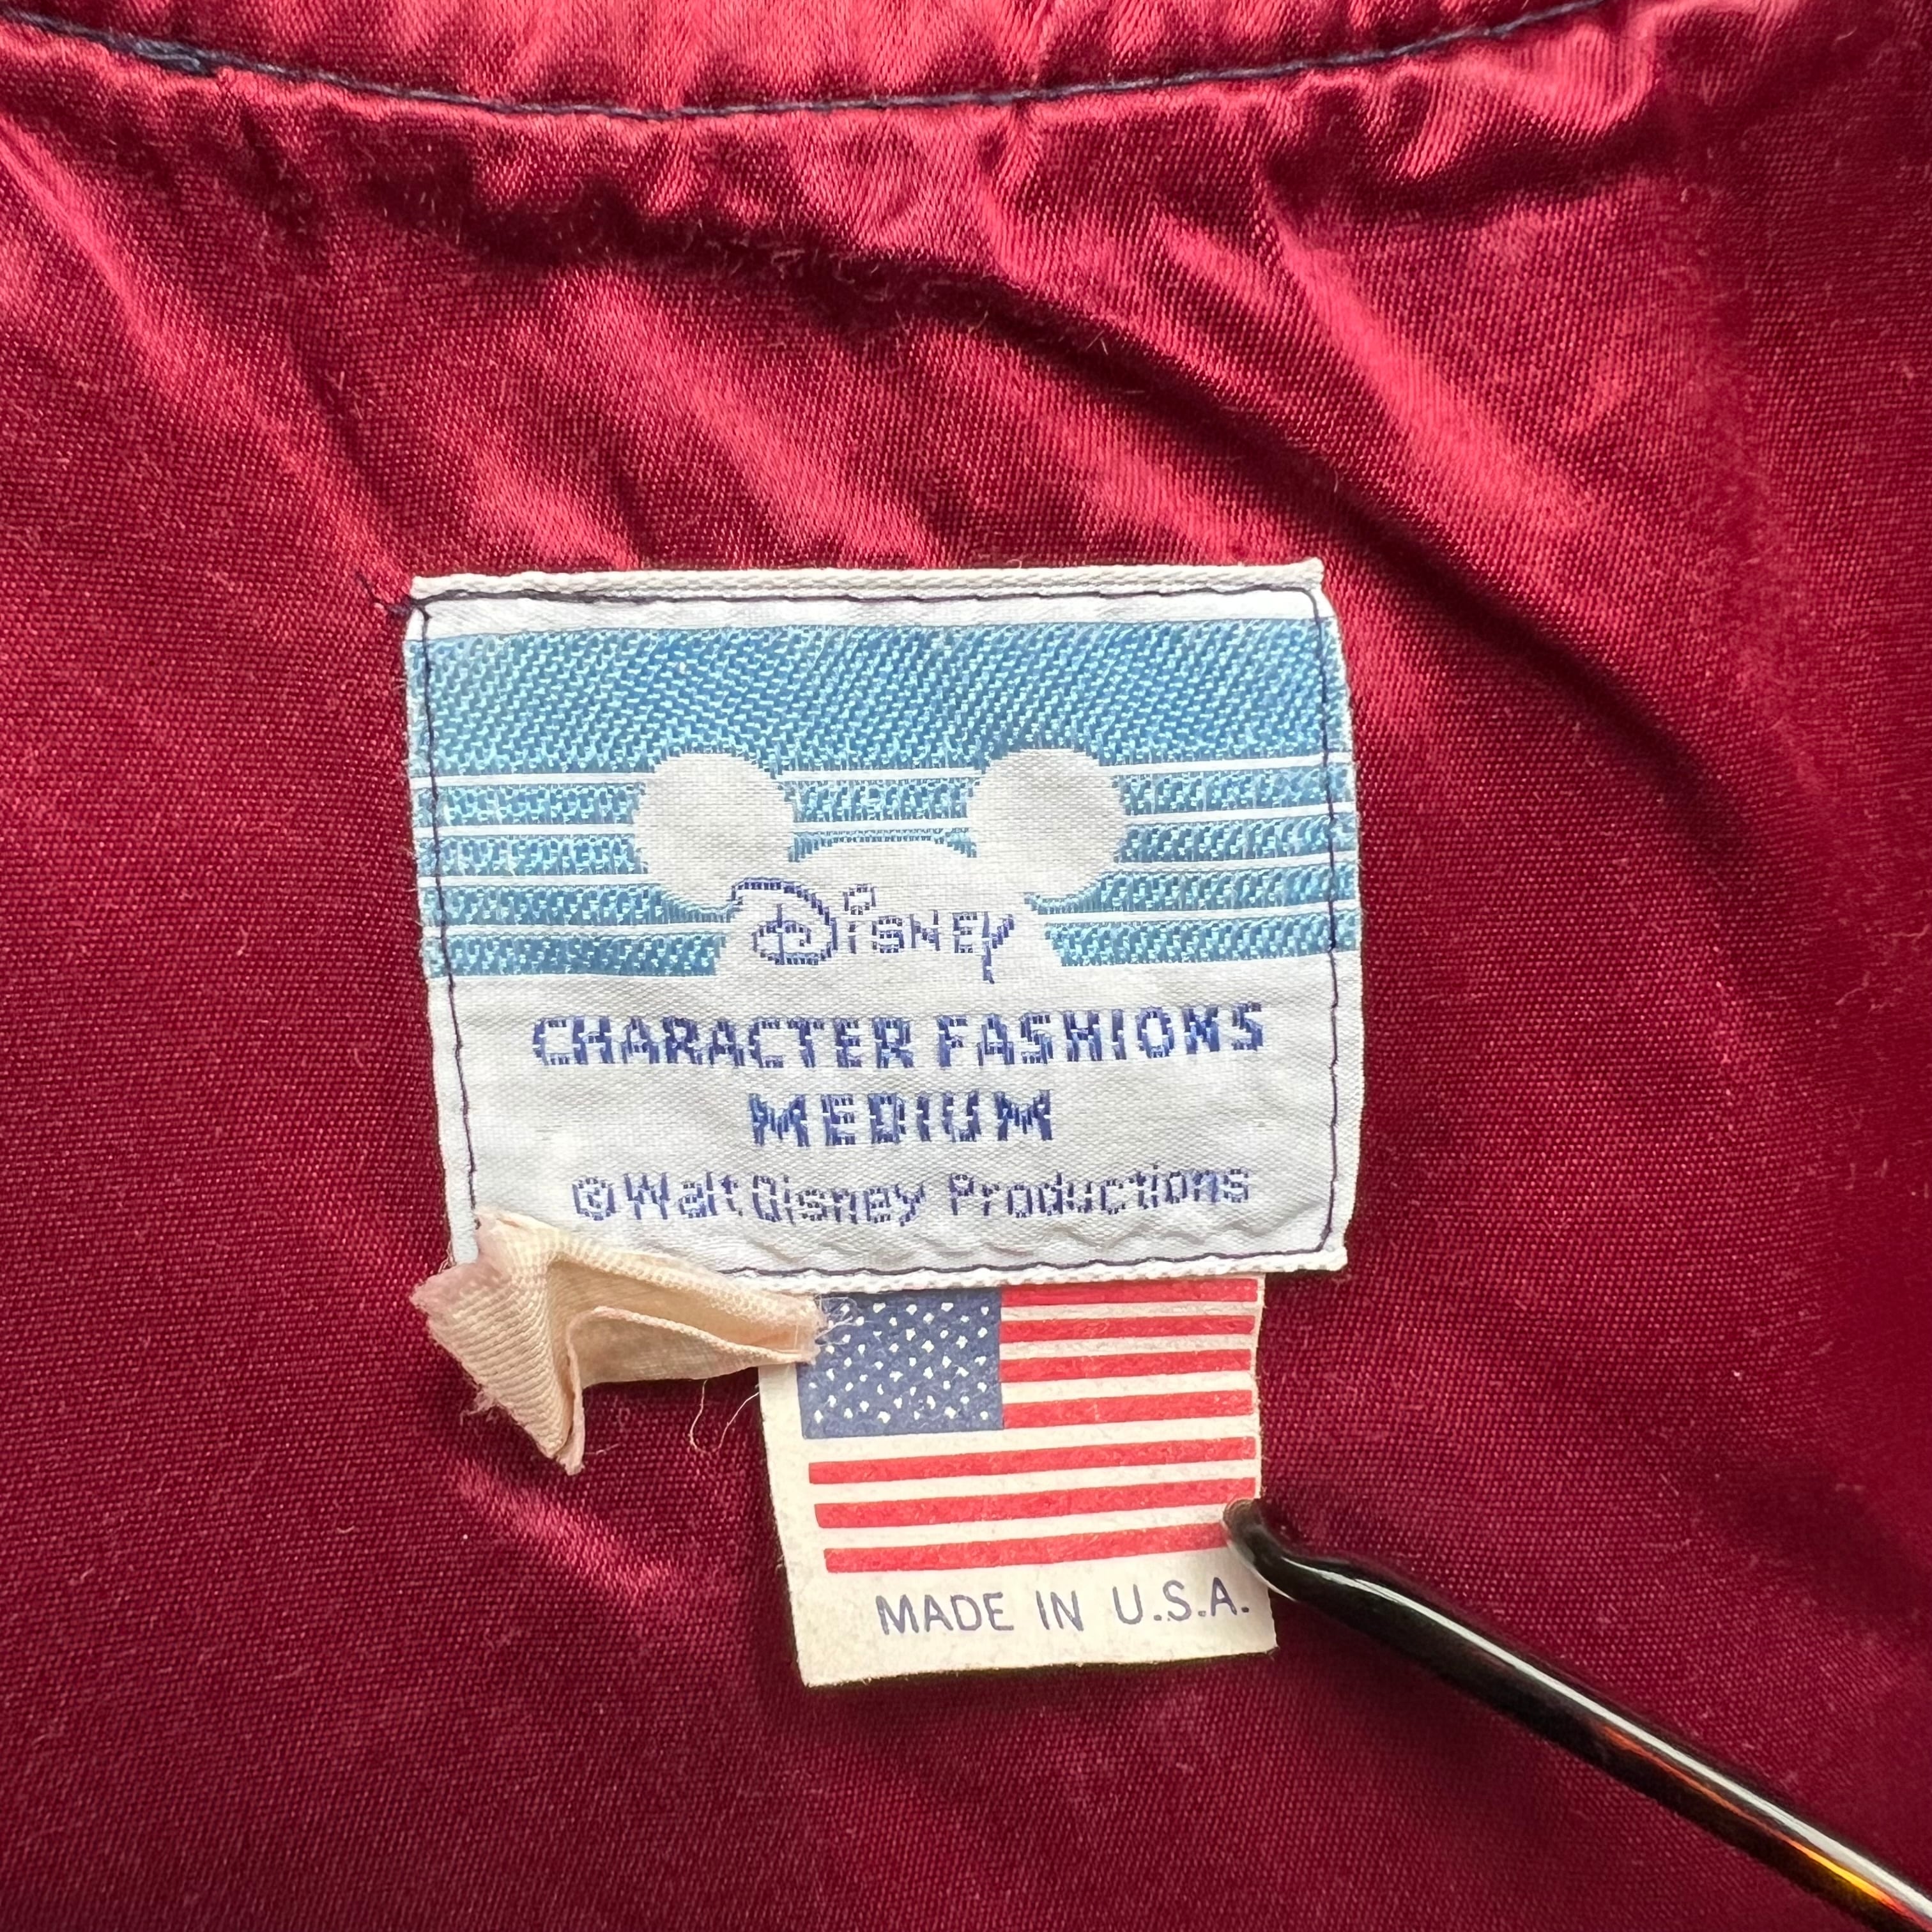 Disney
CHARACTER FASHIONS
MEDIUM
©Walt Disney Productions
MADE IN U.S.A.